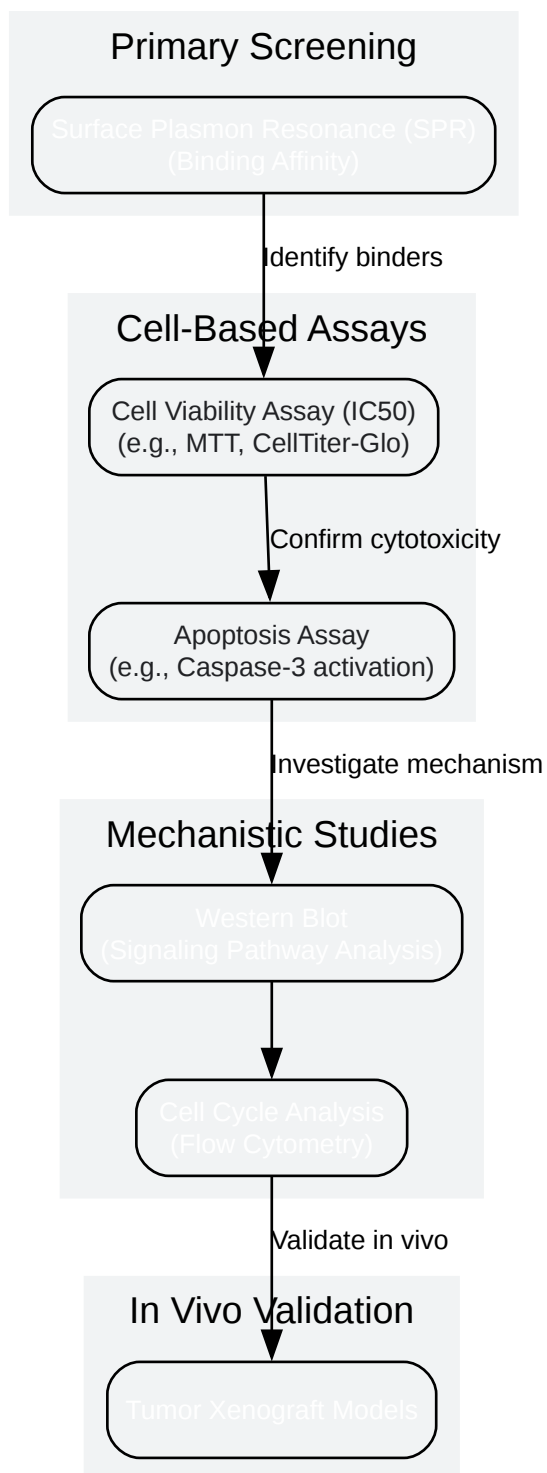 Primary Screening
Surface Plasmon Resonance (SPR)
(Binding Affinity)
Identify binders
Cell-Based Assays
Cell Viability Assay (IC50)
(e.g., MTT, CellTiter-Glo)
Confirm cytotoxicity
Apoptosis Assay
(e.g., Caspase-3 activation)
Investigate mechanism
Mechanistic Studies
Western Blot
(Signaling Pathway Analysis)
Cell Cycle Analysis
(Flow Cytometry)
Validate in vivo
In Vivo Validation
Tumor Xenograft Models